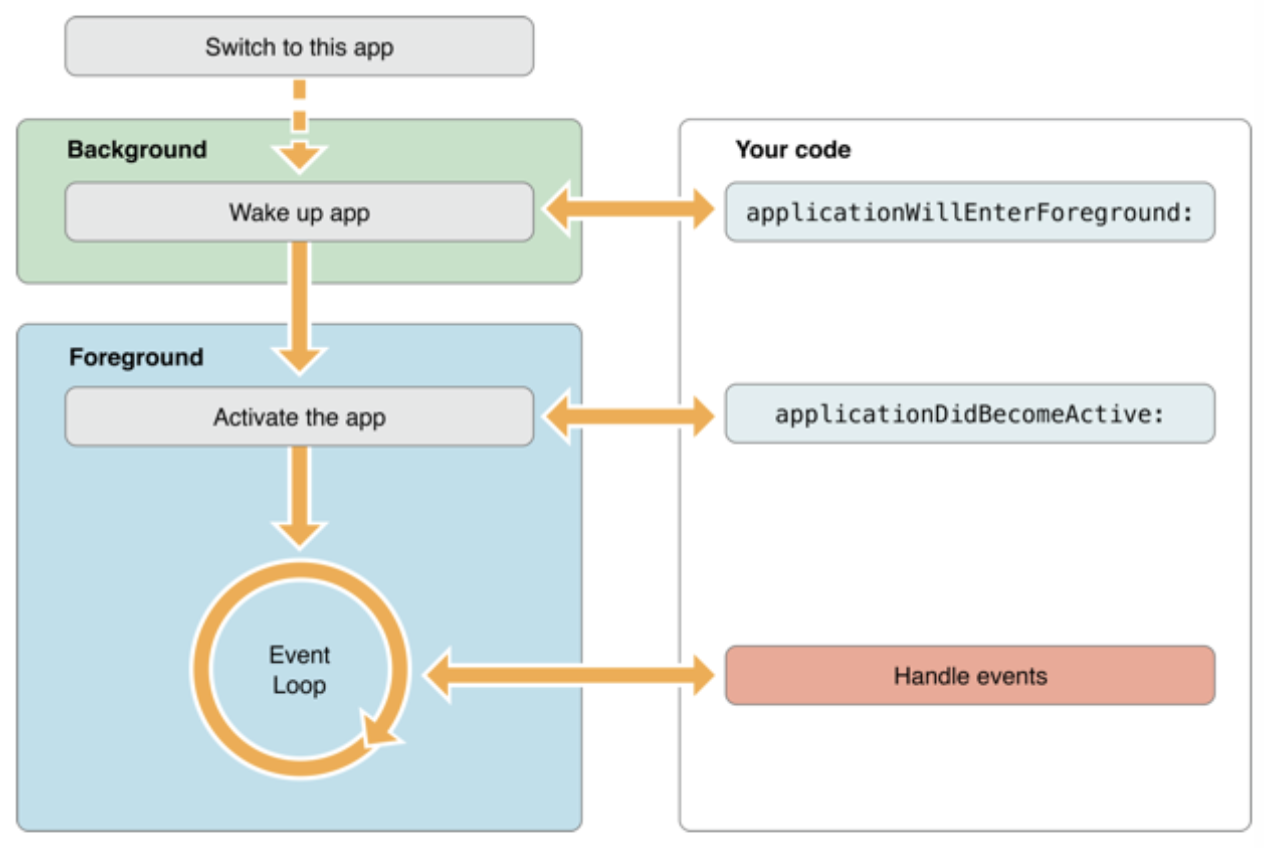 Switch to this app
Background
Wake up app
Your code
applicationWillEnterForeground:
Foreground
Activate the app
applicationDidBecomeActive:
Event
Loop
Handle events